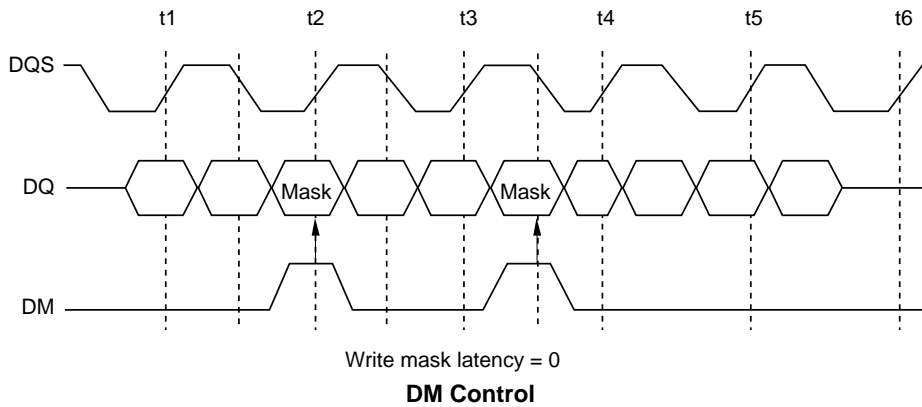 t1 t2 t3 t4 t5 t6
DQS
DQ Mask Mask
DM
Write mask latency = 0
DM Control